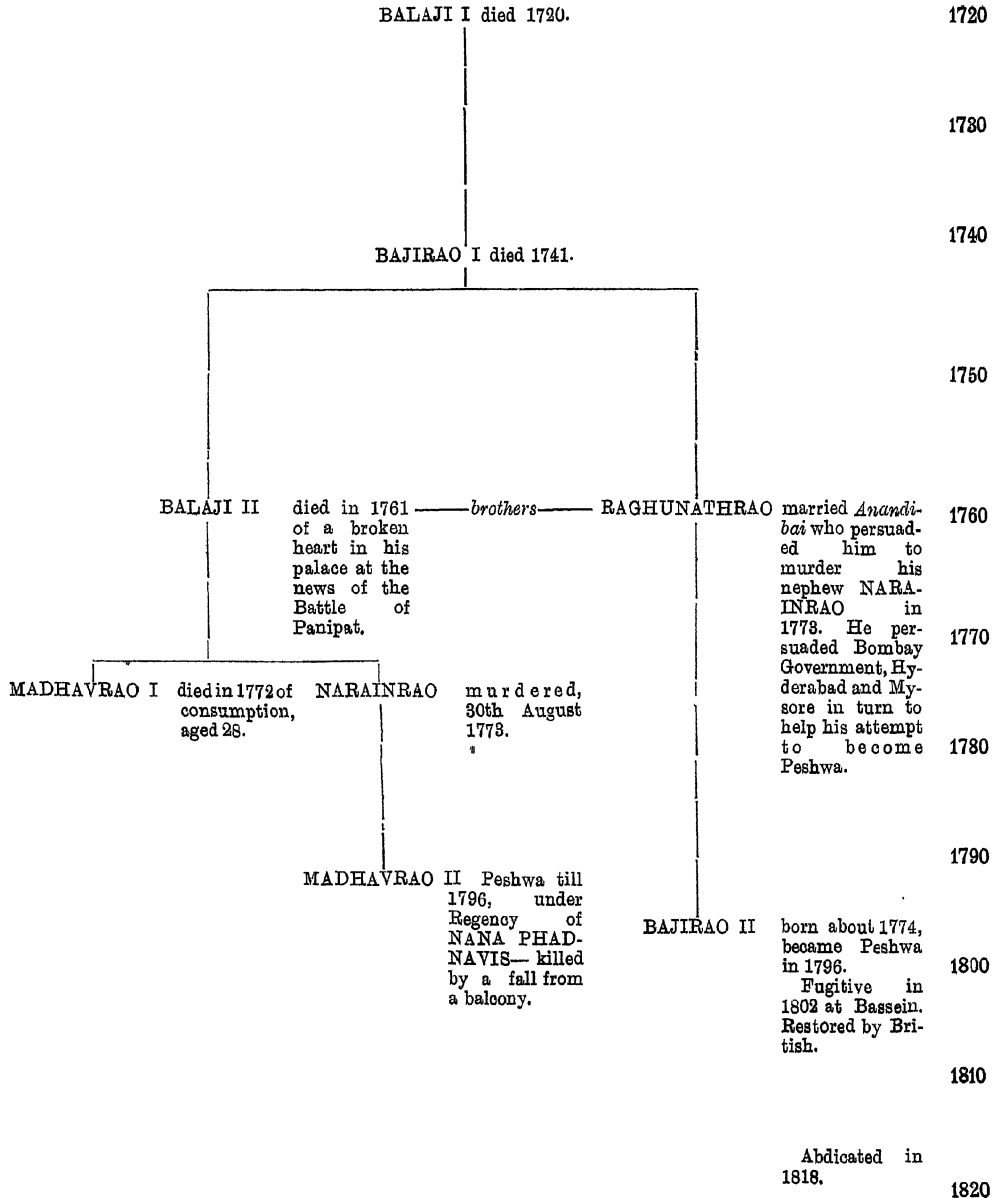 BALAJI I died 1720.
1720
1730
1740
BAJIRAO I died 1741.
1750
BALAJI II
died in 1761
of a broken
heart in his
palace at the
news of the
Battle of
Panipat.
brothers
RAGHUNATHRAO
married Anandi-
bai who persuad-
ed him to
murder his
nephew NARA-
INRAO in
1773. He per-
suaded Bombay
Government, Hy-
derabad and My-
sore in turn to
help his attempt
to become
Peshwa.
1760
1770
MADHAVRAO I
died in 1772 of
consumption,
aged 28.
NARAINRAO
murdered,
30th August
1773.
1780
1790
MADHAVRAO II Peshwa till
1796, under
Regency of
NANA PHAD-
NAVIS— killed
by a fall from
a balcony.
BAJIRAO II
born about 1774,
became Peshwa
in 1796.
Fugitive in
1802 at Bassein.
Restored by Bri-
tish.
1800
1810
Abdicated in
1818.
1820